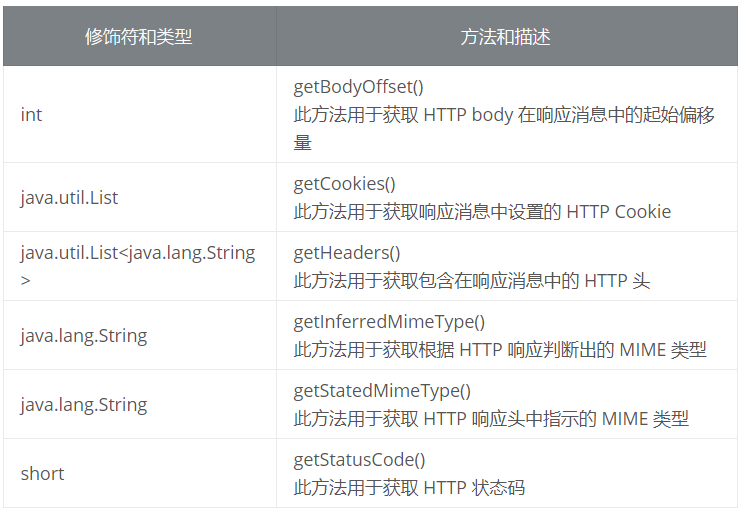 修饰符和类型
方法和描述
int
getBodyOffset()
此方法用于获取 HTTP body 在响应消息中的起始偏移
量
java.util.List
getCookies()
此方法用于获取响应消息中设置的 HTTP Cookie
java.util.List<java.lang.String
>
getHeaders()
此方法用于获取包含在响应消息中的 HTTP 头
java.lang.String
getInferredMimeType()
此方法用于获取根据 HTTP 响应判断出的 MIME 类型
java.lang.String
getStatedMimeType()
此方法用于获取 HTTP 响应头中指示的 MIME 类型
short
getStatusCode()
此方法用于获取 HTTP 状态码